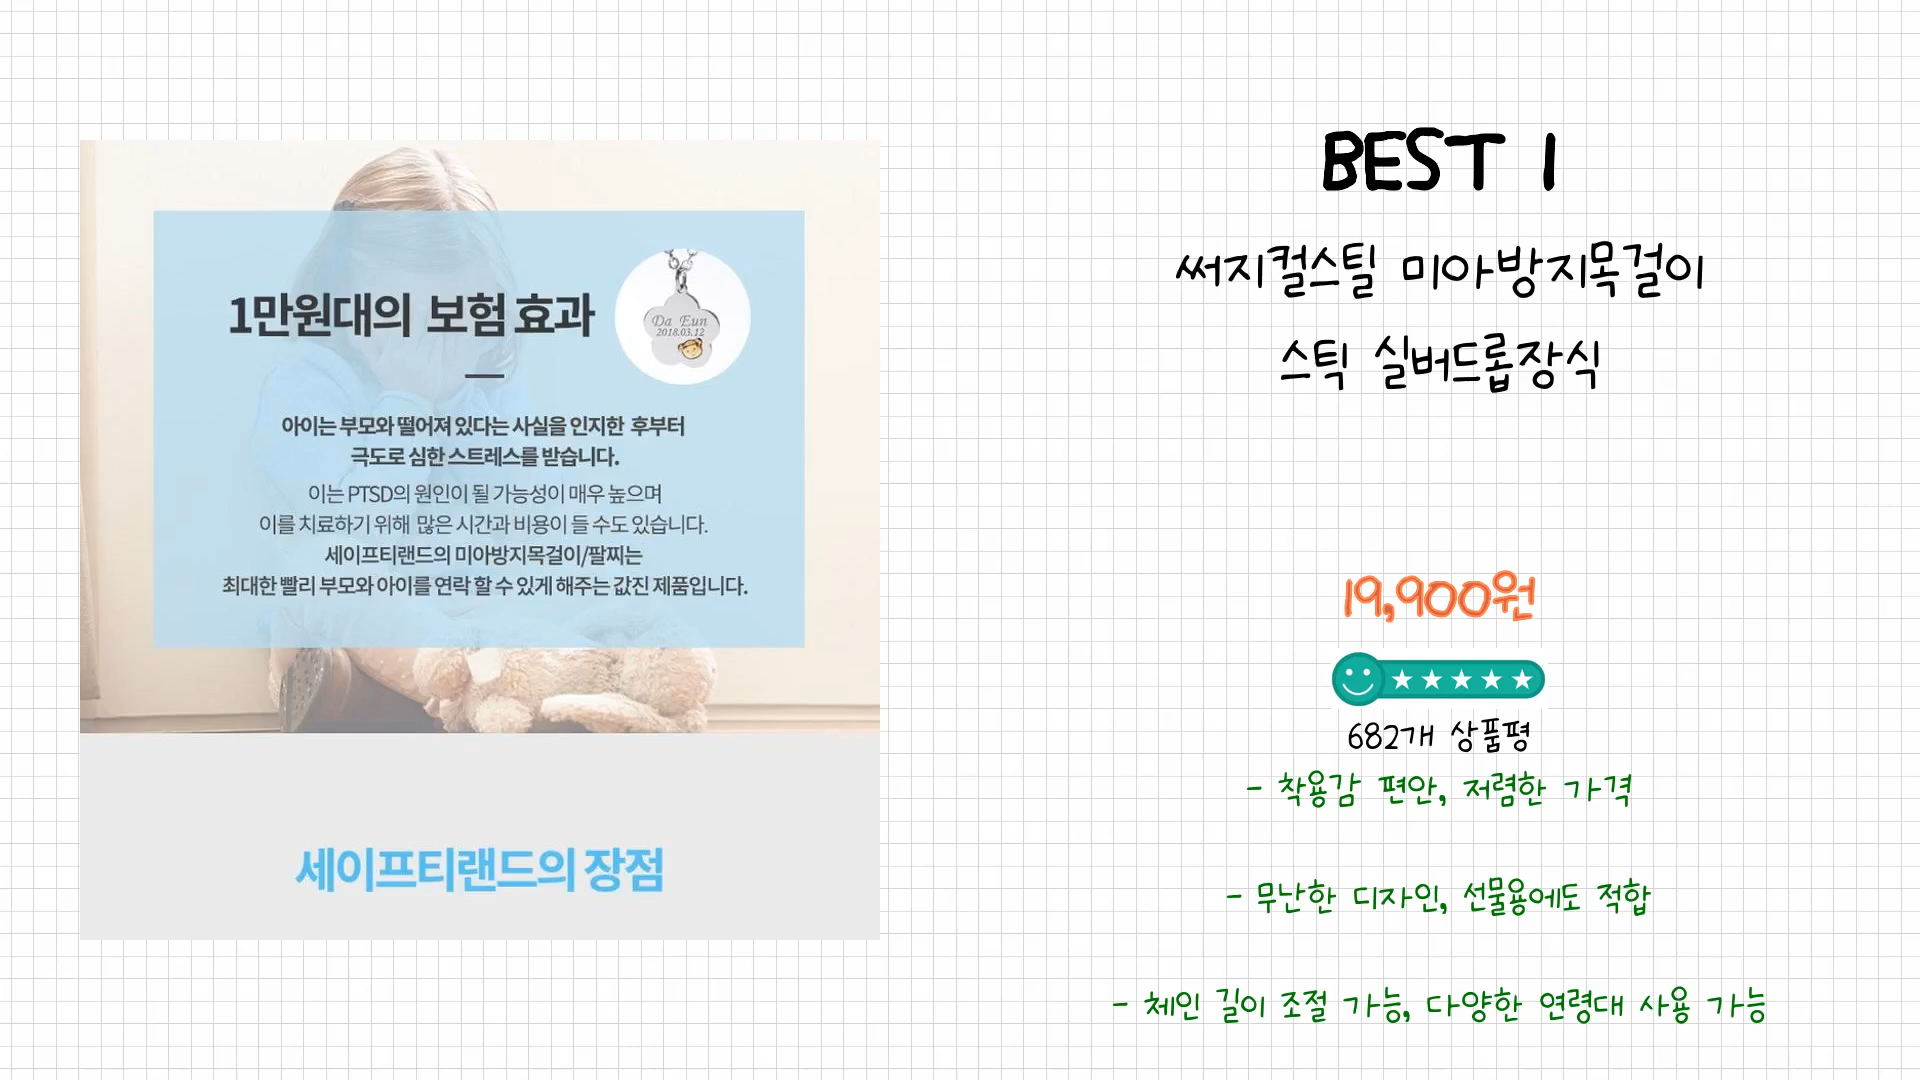 1만원대의 보험 효과
Da Eun
2018.03.12
아이는 부모와 떨어져 있다는 사실을 인지한 후부터
극도로 심한 스트레스를 받습니다.
이는 PTSD의 원인이 될 가능성이 매우 높으며
이를 치료하기 위해 많은 시간과 비용이 들 수도 있습니다.
세이프티랜드의 미아방지목걸이/팔찌는
최대한 빨리 부모와 아이를 연락 할 수 있게 해주는 값진 제품입니다.
세이프티랜드의 장점
BEST 1
써지컬스틸 미아방지목걸이
스틱 실버드롭장식
19,900원
682개 상품평
- 착용감 편안, 저렴한 가격
- 무난한 디자인, 선물용에도 적합
- 체인 길이 조절 가능, 다양한 연령대 사용 가능